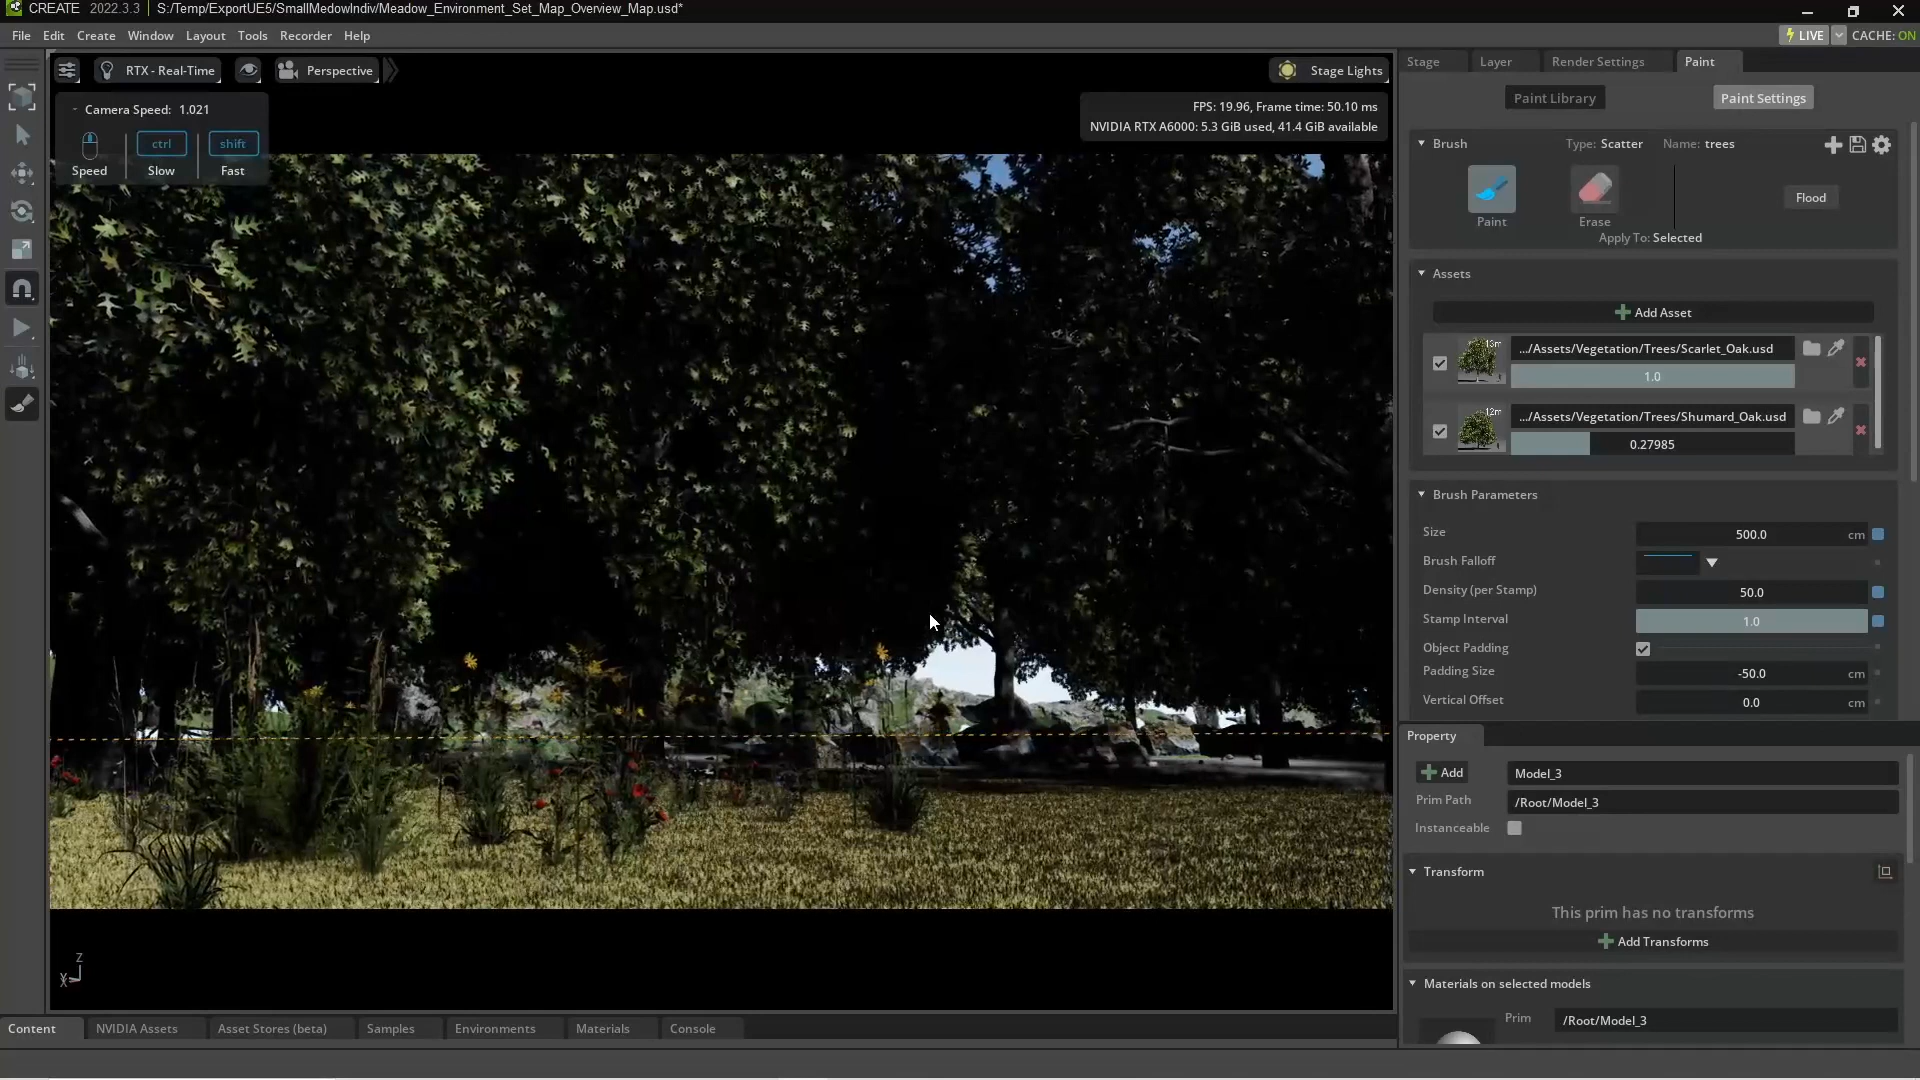 CREATE 2022.3.3 S:/Temp/ExportUE5/SmallMedowIndiv/Meadow_Environment_Set_Map_Overview_Map.usd*
File Edit Create Window Layout Tools Recorder Help
LIVE CACHE: ON
RTX - Real-Time Perspective Stage Lights
Camera Speed: 1.021
ctrl shift
Speed Slow Fast
FPS: 19.96, Frame time: 50.10 ms
NVIDIA RTX A6000: 5.3 GiB used, 41.4 GiB available
Z
X
Stage Layer Render Settings Paint
Paint Library Paint Settings
Brush Type: Scatter Name: trees
Paint Erase Flood
Apply To: Selected
Assets
Add Asset
13m .../Assets/Vegetation/Trees/Scarlet_Oak.usd
1.0
12m .../Assets/Vegetation/Trees/Shumard_Oak.usd
0.27985
Brush Parameters
Size 500.0 cm
Brush Falloff
Density (per Stamp) 50.0
Stamp Interval 1.0
Object Padding
Padding Size -50.0 cm
Vertical Offset 0.0 cm
Property
Add Model_3
Prim Path /Root/Model_3
Instanceable
Transform
This prim has no transforms
Add Transforms
Materials on selected models
Prim /Root/Model_3
Content NVIDIA Assets Asset Stores (beta) Samples Environments Materials Console